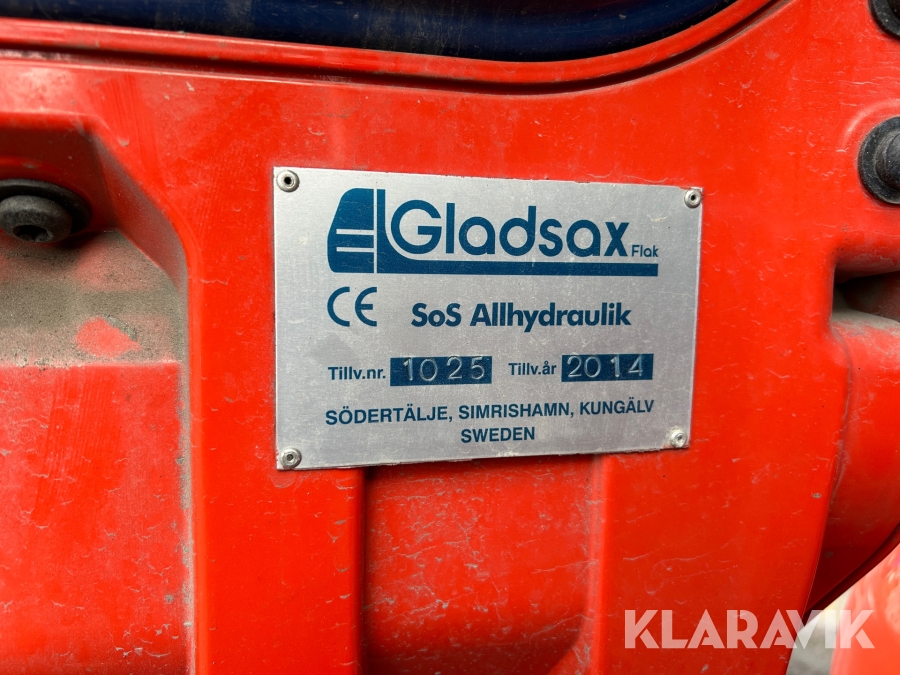 Gladsax Flak
CE SoS Allhydraulik
Tillv.nr. 1025 Tillv.år 2014
SÖDERTÄLJE, SIMRISHAMN, KUNGÄLV
SWEDEN
KLARAVIK